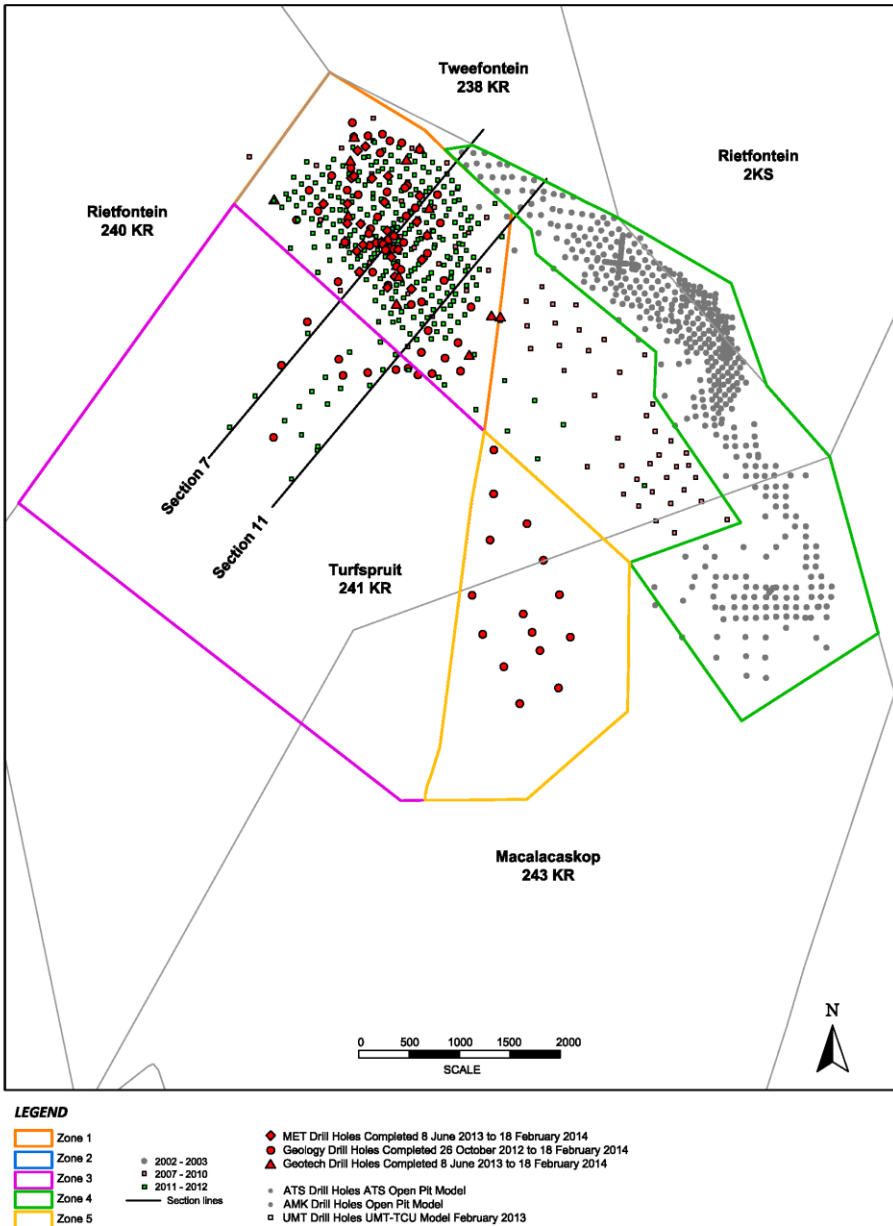 Tweefontein
238 KR
Rietfontein
2KS
Rietfontein
240 KR
Section 7
Section 11
Turfspruit
241 KR
Macalacaskop
243 KR
N
0 500 1000 1500 2000
SCALE
LEGEND
Zone 1
Zone 2
Zone 3
Zone 4
Zone 5
2002 - 2003
2007 - 2010
2011 - 2012
Section lines
MET Drill Holes Completed 8 June 2013 to 18 February 2014
Geology Drill Holes Completed 26 October 2012 to 18 February 2014
Geotech Drill Holes Completed 8 June 2013 to 18 February 2014
ATS Drill Holes ATS Open Pit Model
AMK Drill Holes Open Pit Model
UMT Drill Holes UMT-TCU Model February 2013